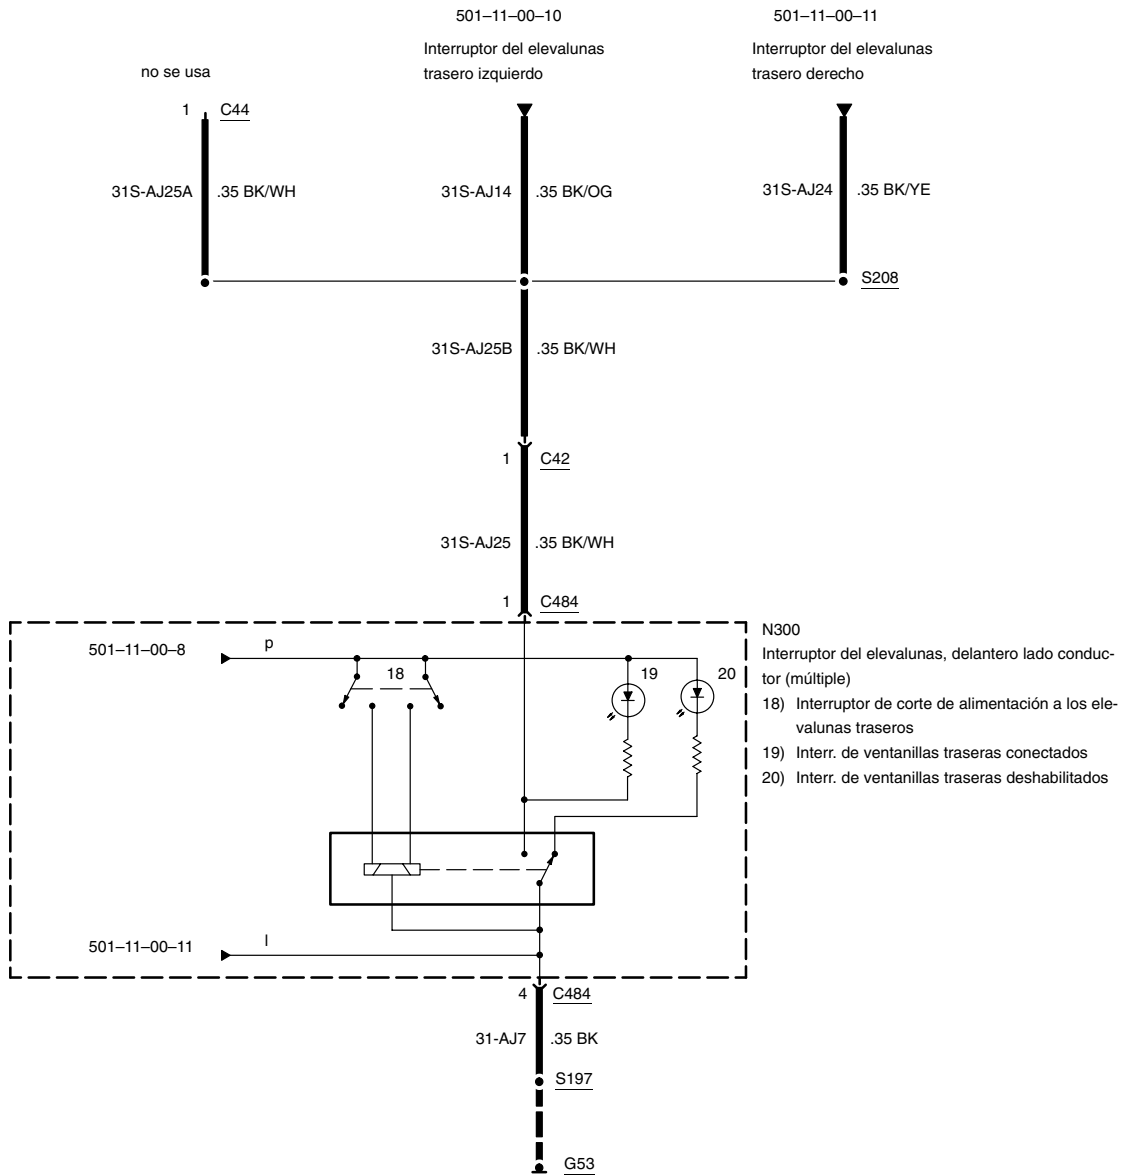 501–11–00–10
501–11–00–11
Interruptor del elevalunas
trasero izquierdo
Interruptor del elevalunas
trasero derecho
no se usa
1 C44
31S-AJ25A .35 BK/WH
31S-AJ14 .35 BK/OG
31S-AJ24 .35 BK/YE
S208
31S-AJ25B .35 BK/WH
1 C42
31S-AJ25 .35 BK/WH
1 C484
501–11–00–8 p
18
19
20
N300
Interruptor del elevalunas, delantero lado conduc-
tor (múltiple)
18) Interruptor de corte de alimentación a los ele-
valunas traseros
19) Interr. de ventanillas traseras conectados
20) Interr. de ventanillas traseras deshabilitados
501–11–00–11 l
4 C484
31-AJ7 .35 BK
S197
G53